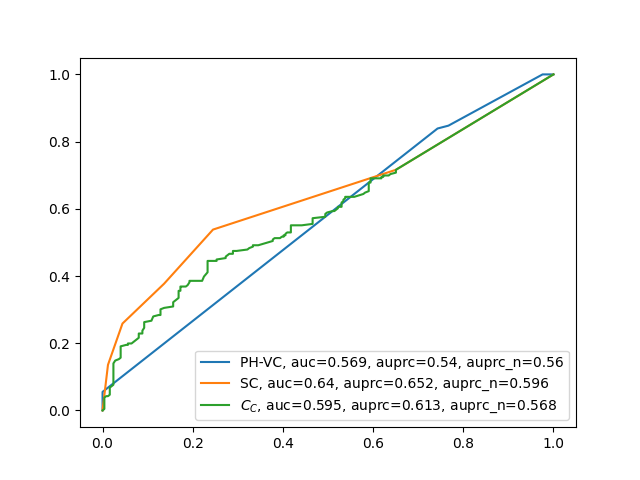 1.0
0.8
0.6
0.4
0.2
0.0
0.0 0.2 0.4 0.6 0.8 1.0
PH-VC, auc=0.569, auprc=0.54, auprc_n=0.56
SC, auc=0.64, auprc=0.652, auprc_n=0.596
C_C, auc=0.595, auprc=0.613, auprc_n=0.568